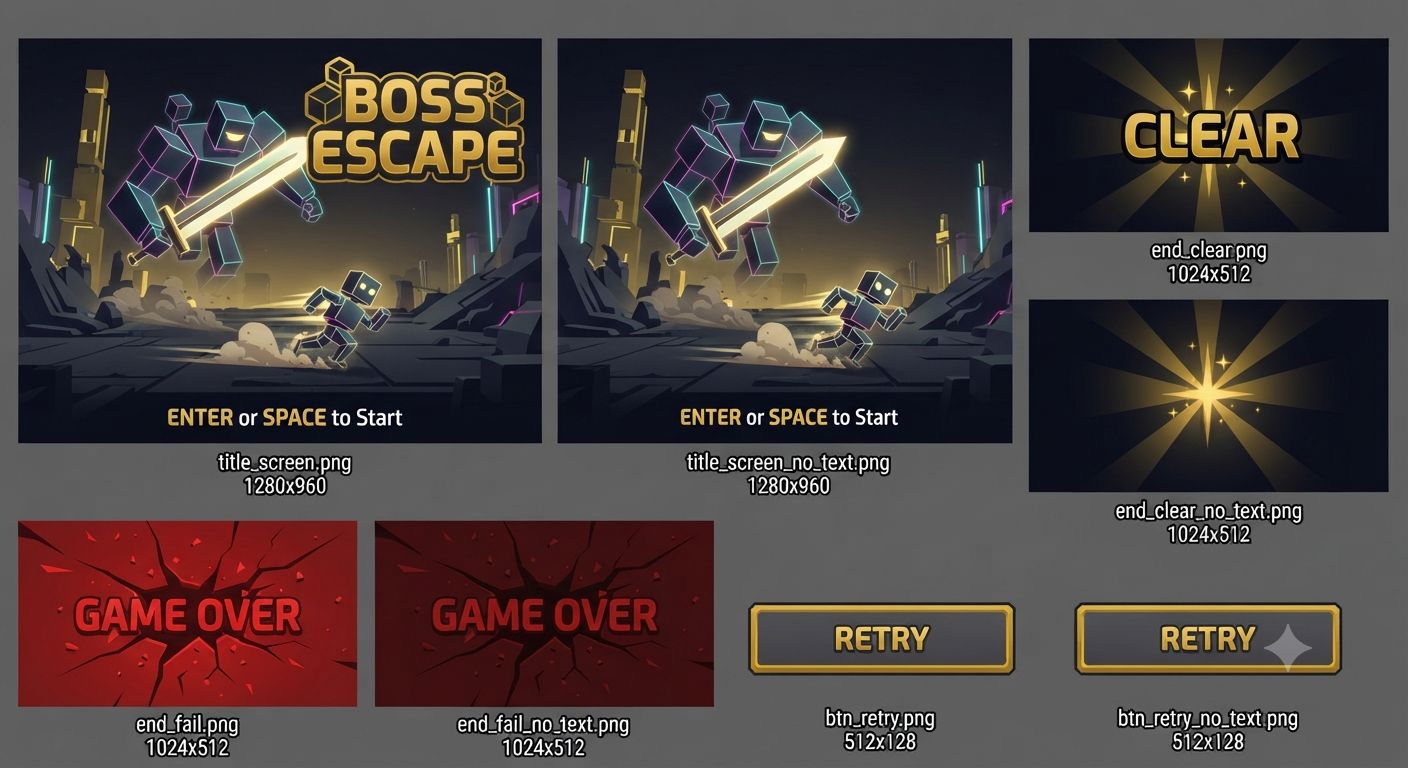 BOSS
ESCAPE
ENTER or SPACE to Start
title_screen.png
1280x960
ENTER or SPACE to Start
title_screen_no_text.png
1280x960
CLEAR
end_clear.png
1024x512
end_clear_no_text.png
1024x512
GAME OVER
end_fail.png
1024x512
GAME OVER
end_fail_no_text.png
1024x512
RETRY
btn_retry.png
512x128
RETRY
btn_retry_no_text.png
512x128